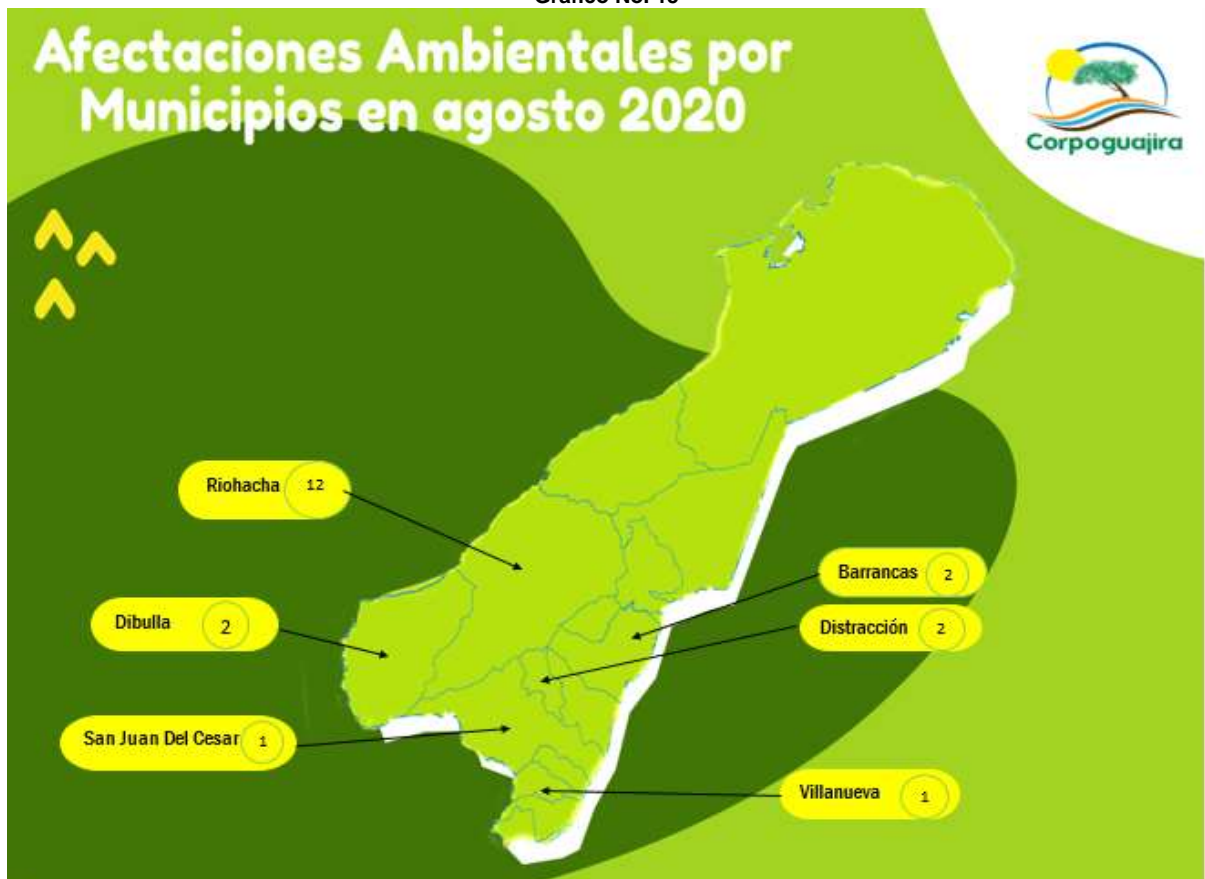 Afectaciones Ambientales por
Municipios en agosto 2020
Corpoguajira
Riohacha 12
Barrancas 2
Dibulla 2
Distracción 2
San Juan Del Cesar 1
Villanueva 1